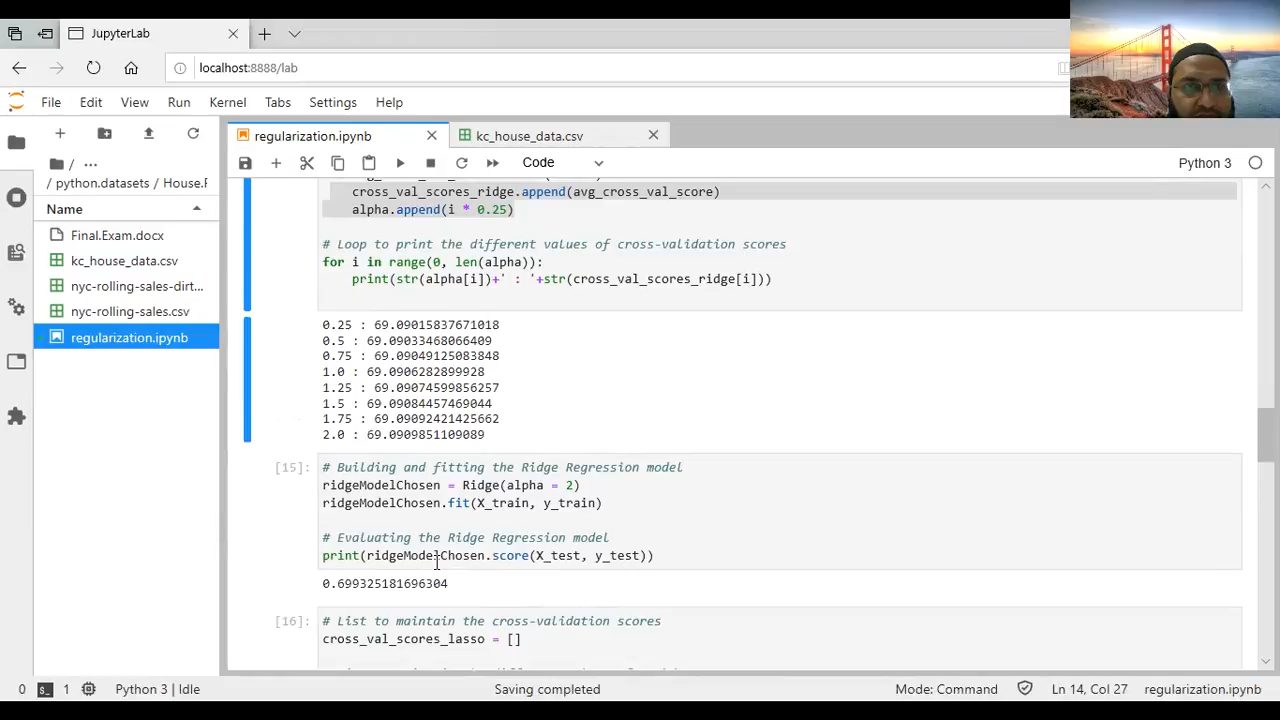 JupyterLab
localhost:8888/lab
File Edit View Run Kernel Tabs Settings Help
regularization.ipynb
kc_house_data.csv
/ ...
/ python.datasets / House.F
Code
Python 3
Name
Final.Exam.docx
kc_house_data.csv
nyc-rolling-sales-dirt...
nyc-rolling-sales.csv
regularization.ipynb
cross_val_scores_ridge.append(avg_cross_val_score)
alpha.append(i * 0.25)
# Loop to print the different values of cross-validation scores
for i in range(0, len(alpha)):
print(str(alpha[i])+' : '+str(cross_val_scores_ridge[i]))
0.25 : 69.09015837671018
0.5 : 69.09033468066409
0.75 : 69.09049125083848
1.0 : 69.0906282899928
1.25 : 69.09074599856257
1.5 : 69.09084457469044
1.75 : 69.09092421425662
2.0 : 69.0909851109089
[15]:
# Building and fitting the Ridge Regression model
ridgeModelChosen = Ridge(alpha = 2)
ridgeModelChosen.fit(X_train, y_train)
# Evaluating the Ridge Regression model
print(ridgeModelChosen.score(X_test, y_test))
0.699325181696304
[16]:
# List to maintain the cross-validation scores
cross_val_scores_lasso = []
0 1 Python 3 | Idle
Saving completed
Mode: Command
Ln 14, Col 27
regularization.ipynb